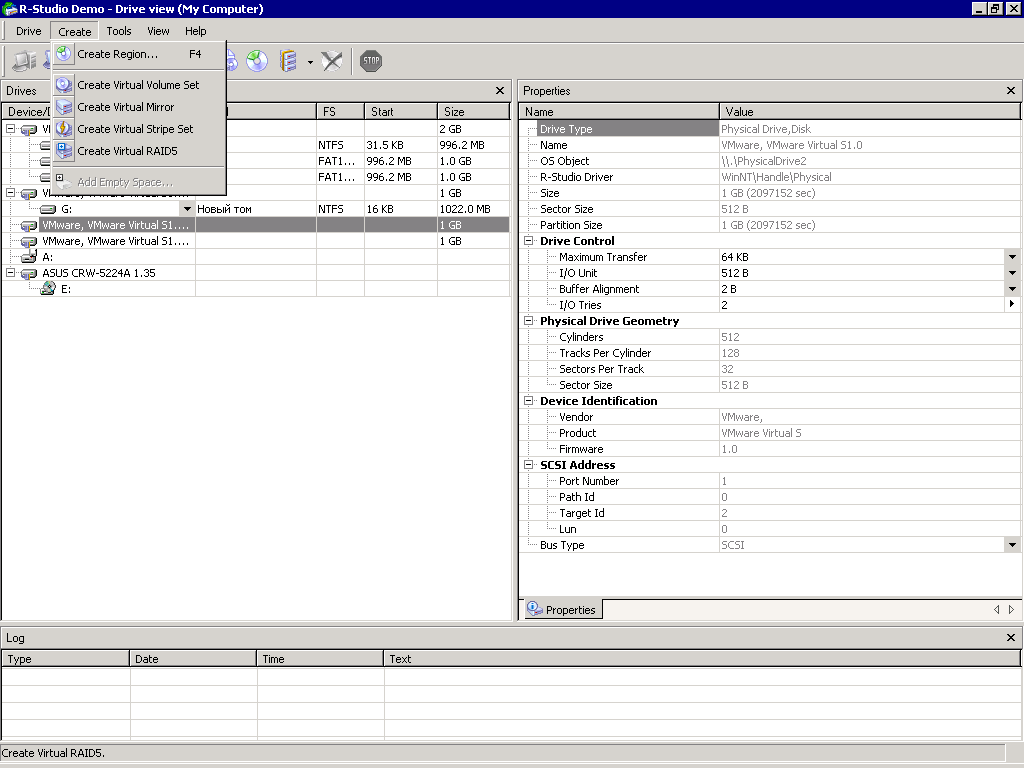 R-Studio Demo - Drive view (My Computer)
Drive Create Tools View Help
Create Region... F4
Create Virtual Volume Set
Create Virtual Mirror
Create Virtual Stripe Set
Create Virtual RAID5
Add Empty Space...
STOP
Drives
FS Start Size
2 GB
NTFS 31.5 KB 996.2 MB
FAT1... 996.2 MB 1.0 GB
FAT1... 996.2 MB 1.0 GB
1 GB
G: Новый том NTFS 16 KB 1022.0 MB
VMware, VMware Virtual S1.... 1 GB
VMware, VMware Virtual S1.... 1 GB
A:
ASUS CRW-5224A 1.35
E:
Properties
Name Value
Drive Type Physical Drive,Disk
Name VMware, VMware Virtual S1.0
OS Object \\.\PhysicalDrive2
R-Studio Driver WinNT\Handle\Physical
Size 1 GB (2097152 sec)
Sector Size 512 B
Partition Size 1 GB (2097152 sec)
Drive Control
Maximum Transfer 64 KB
I/O Unit 512 B
Buffer Alignment 2 B
I/O Tries 2
Physical Drive Geometry
Cylinders 512
Tracks Per Cylinder 128
Sectors Per Track 32
Sector Size 512 B
Device Identification
Vendor VMware,
Product VMware Virtual S
Firmware 1.0
SCSI Address
Port Number 1
Path Id 0
Target Id 2
Lun 0
Bus Type SCSI
Properties
Log
Type Date Time Text
Create Virtual RAID5.